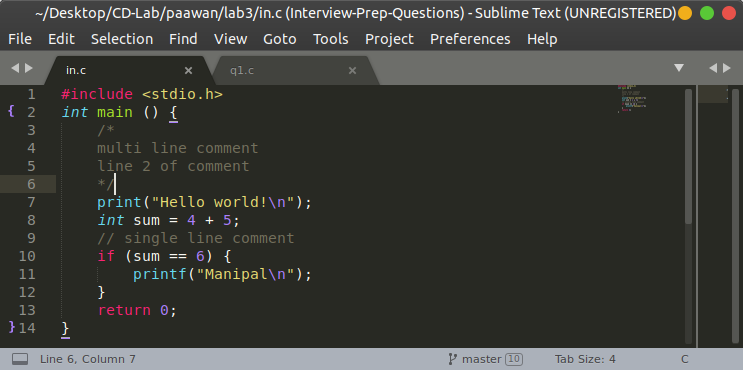 ~/Desktop/CD-Lab/paawan/lab3/in.c (Interview-Prep-Questions) - Sublime Text (UNREGISTERED)
File Edit Selection Find View Goto Tools Project Preferences Help
in.c × q1.c ×
1 #include <stdio.h>
{ 2 int main () {
3 /*
4 multi line comment
5 line 2 of comment
6 */
7 print("Hello world!\n");
8 int sum = 4 + 5;
9 // single line comment
10 if (sum == 6) {
11 printf("Manipal\n");
12 }
13 return 0;
} 14 }
Line 6, Column 7 master 10 Tab Size: 4 C